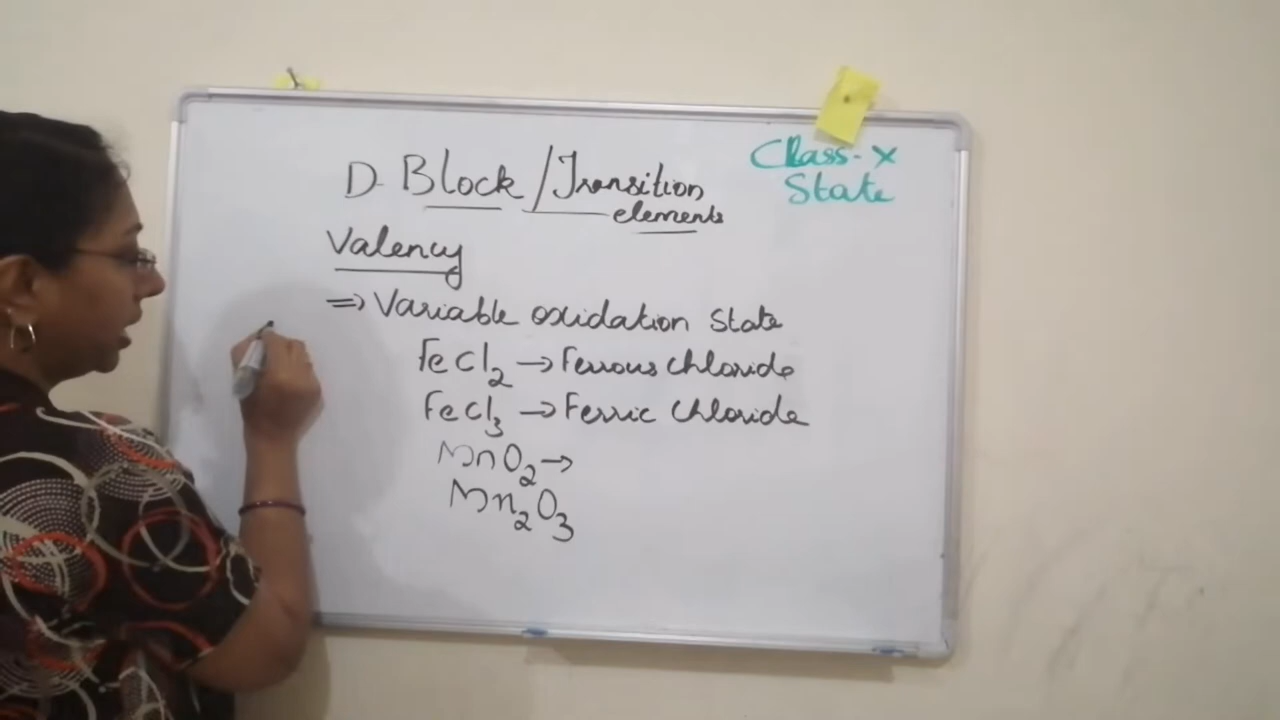 Class-X
State
D Block/Transition
elements
Valency
=> Variable oxidation State
FeCl2 → Ferrous chloride
FeCl3 → Ferric Chloride
MnO2 →
Mn2O3